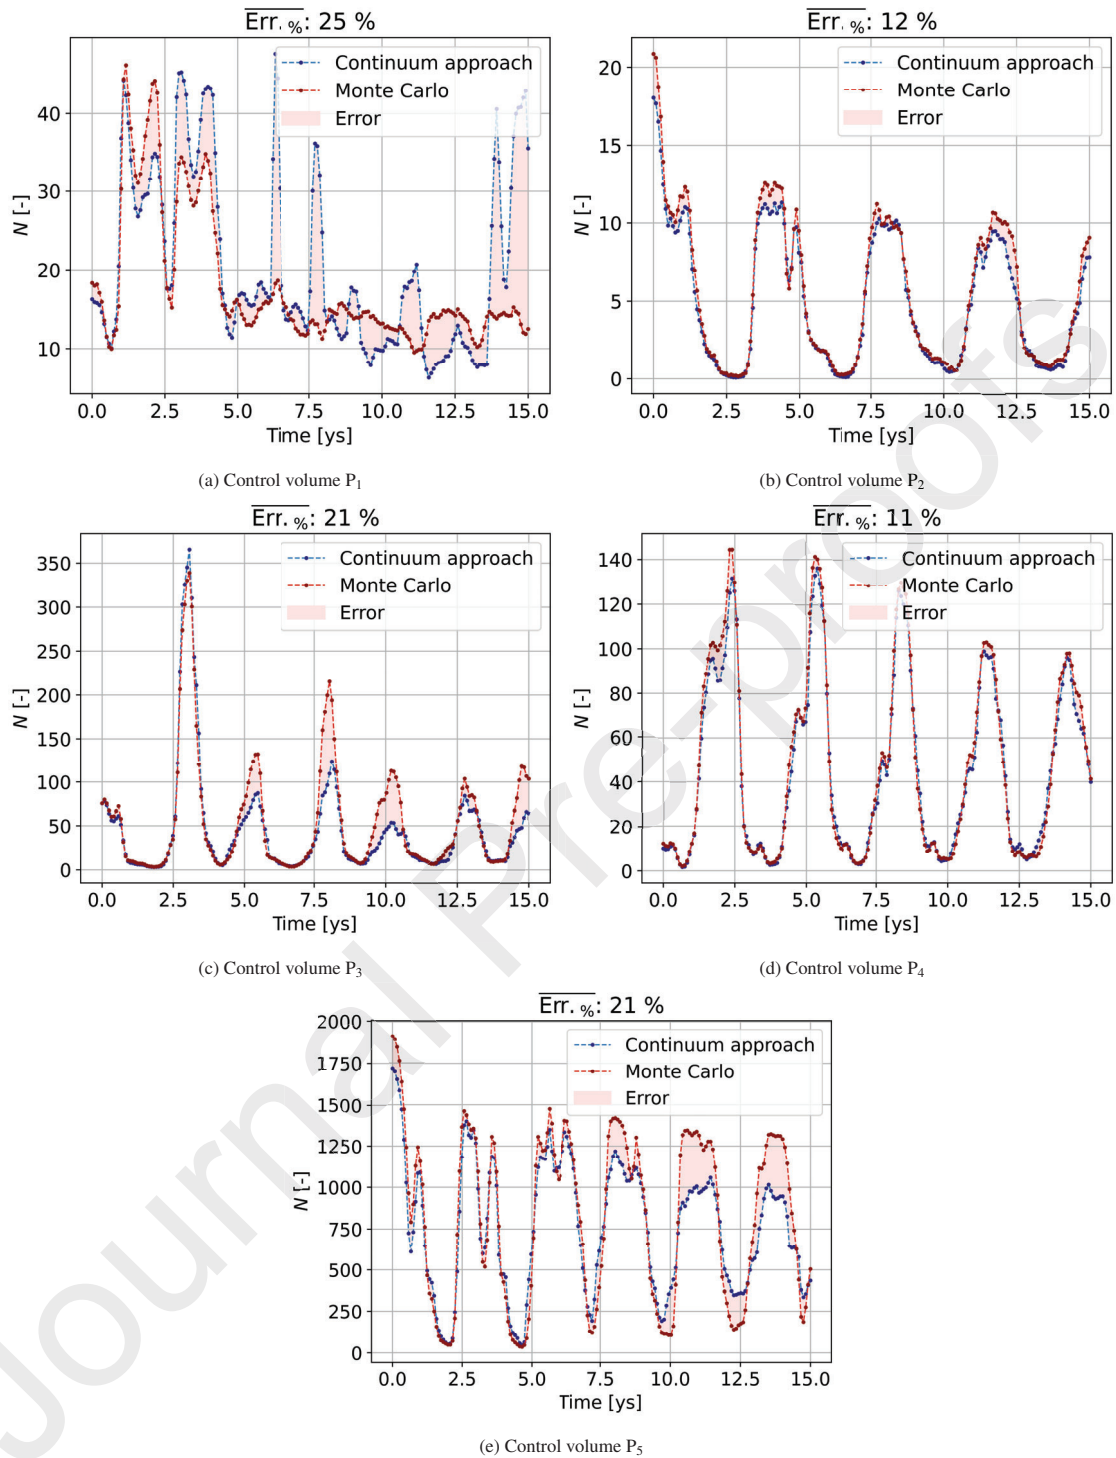 Err. %: 25 %
Continuum approach
Monte Carlo
Error
40
30
20
10
N [-]
0.0 2.5 5.0 7.5 10.0 12.5 15.0
Time [ys]
(a) Control volume P1
Err. %: 12 %
Continuum approach
Monte Carlo
Error
20
15
10
5
0
N [-]
0.0 2.5 5.0 7.5 10.0 12.5 15.0
Time [ys]
(b) Control volume P2
Err. %: 21 %
Continuum approach
Monte Carlo
Error
350
300
250
200
150
100
50
0
N [-]
0.0 2.5 5.0 7.5 10.0 12.5 15.0
Time [ys]
(c) Control volume P3
Err. %: 11 %
Continuum approach
Monte Carlo
Error
140
120
100
80
60
40
20
0
N [-]
0.0 2.5 5.0 7.5 10.0 12.5 15.0
Time [ys]
(d) Control volume P4
Err. %: 21 %
Continuum approach
Monte Carlo
Error
2000
1750
1500
1250
1000
750
500
250
0
N [-]
0.0 2.5 5.0 7.5 10.0 12.5 15.0
Time [ys]
(e) Control volume P5
Journal Pre-proofs